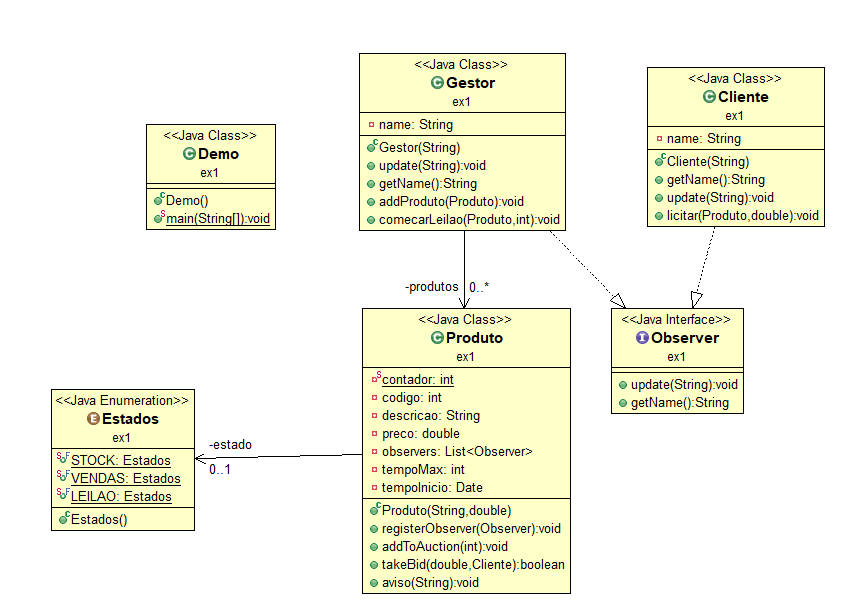 <<Java Class>>
Gestor
ex1
name: String
Gestor(String)
update(String):void
getName():String
addProduto(Produto):void
comecarLeilao(Produto,int):void
<<Java Class>>
Cliente
ex1
name: String
Cliente(String)
getName():String
update(String):void
licitar(Produto,double):void
<<Java Class>>
Demo
ex1
Demo()
main(String[]):void
-produtos 0..*
<<Java Class>>
Produto
ex1
contador: int
codigo: int
descricao: String
preco: double
observers: List<Observer>
tempoMax: int
tempoInicio: Date
Produto(String,double)
registerObserver(Observer):void
addToAuction(int):void
takeBid(double,Cliente):boolean
aviso(String):void
<<Java Interface>>
Observer
ex1
update(String):void
getName():String
<<Java Enumeration>>
Estados
ex1
STOCK: Estados
VENDAS: Estados
LEILAO: Estados
Estados()
-estado
0..1